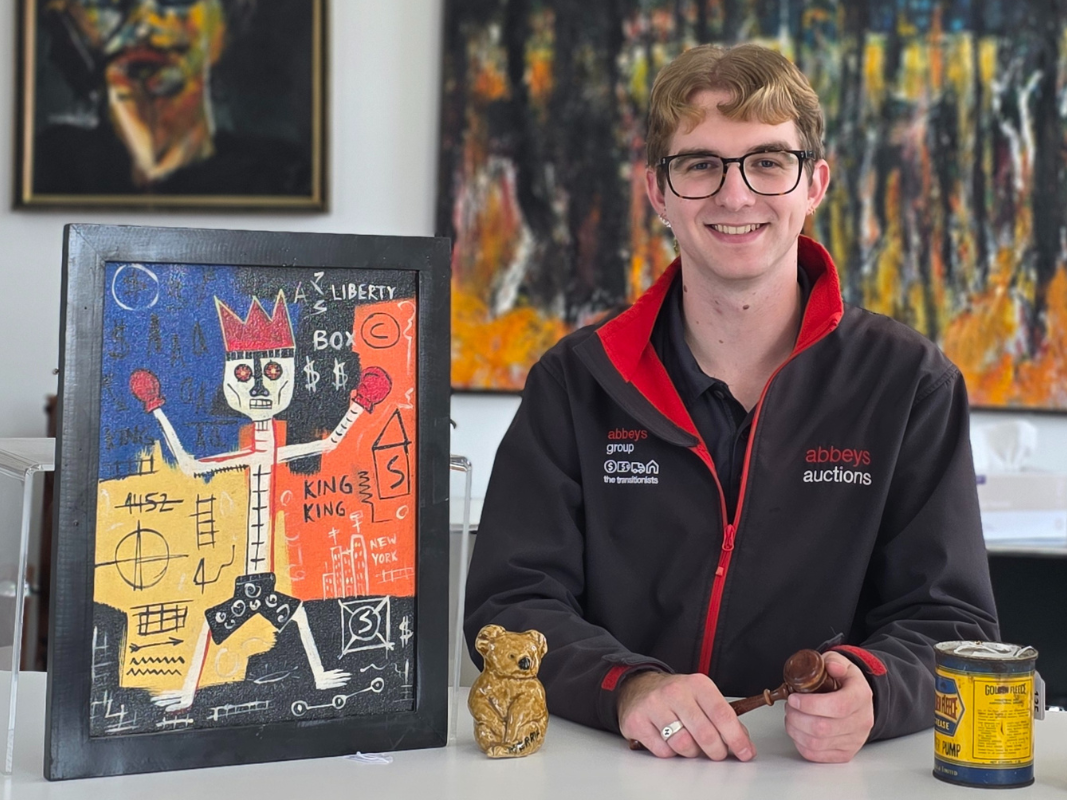 LIBERTY
BOX ©
$ $
KING
KING
NEW
YORK
4452
S
S
$
abbeys
group
the transitionists
abbeys
auctions
GOLDEN FLEECE
PUMP